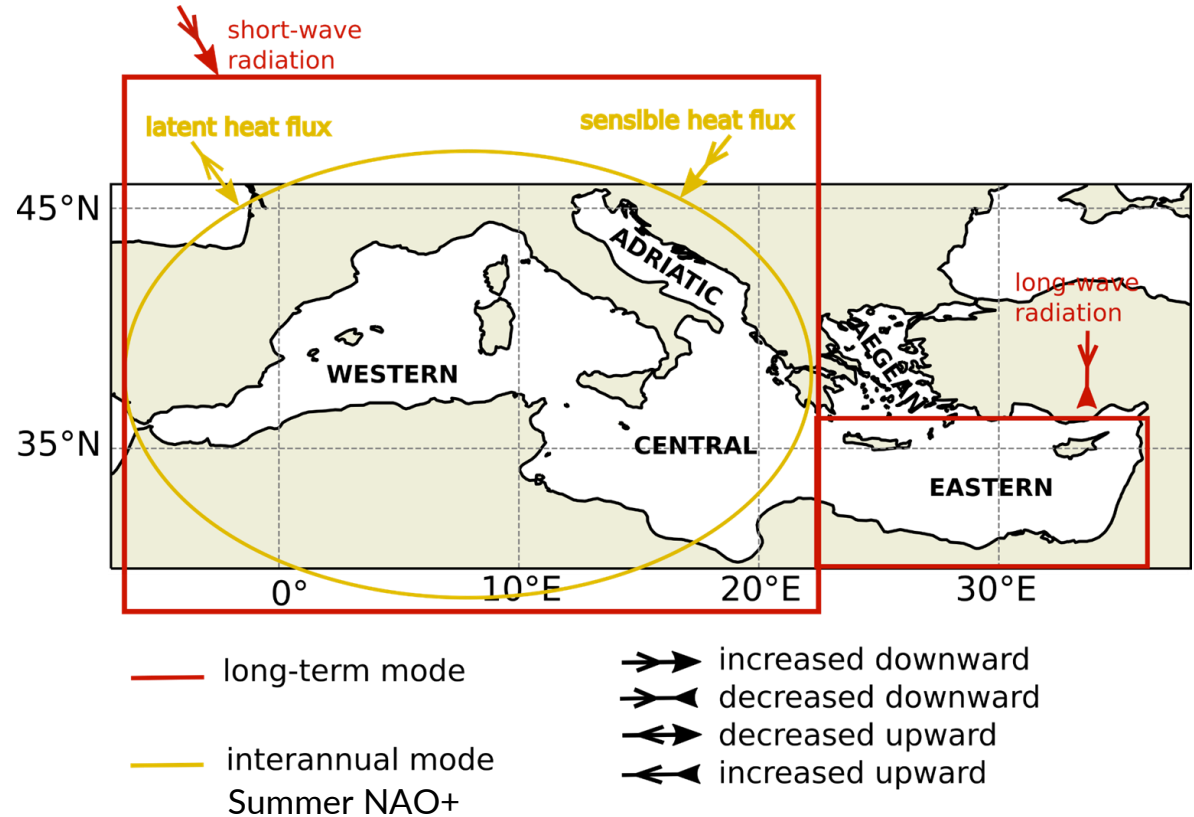 short-wave
radiation
latent heat flux
sensible heat flux
45°N
ADRIATIC
long-wave
radiation
AEGEAN
WESTERN
35°N
CENTRAL
EASTERN
0°
10°E
20°E
30°E
long-term mode
interannual mode
Summer NAO+
increased downward
decreased downward
decreased upward
increased upward